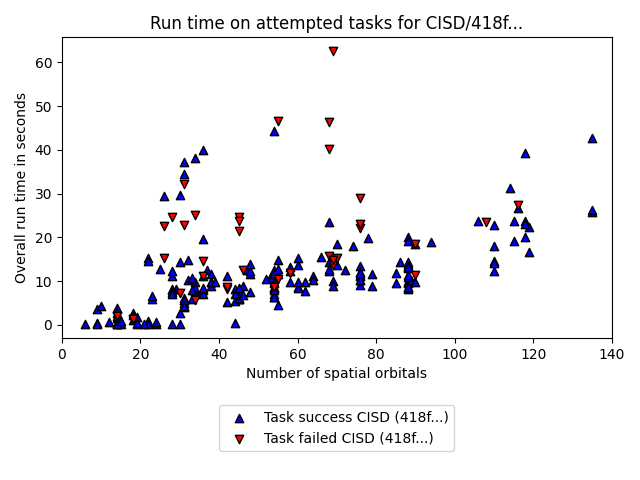 Run time on attempted tasks for CISD/418f...
Overall run time in seconds
60
50
40
30
20
10
0
0 20 40 60 80 100 120 140
Number of spatial orbitals
Task success CISD (418f...)
Task failed CISD (418f...)